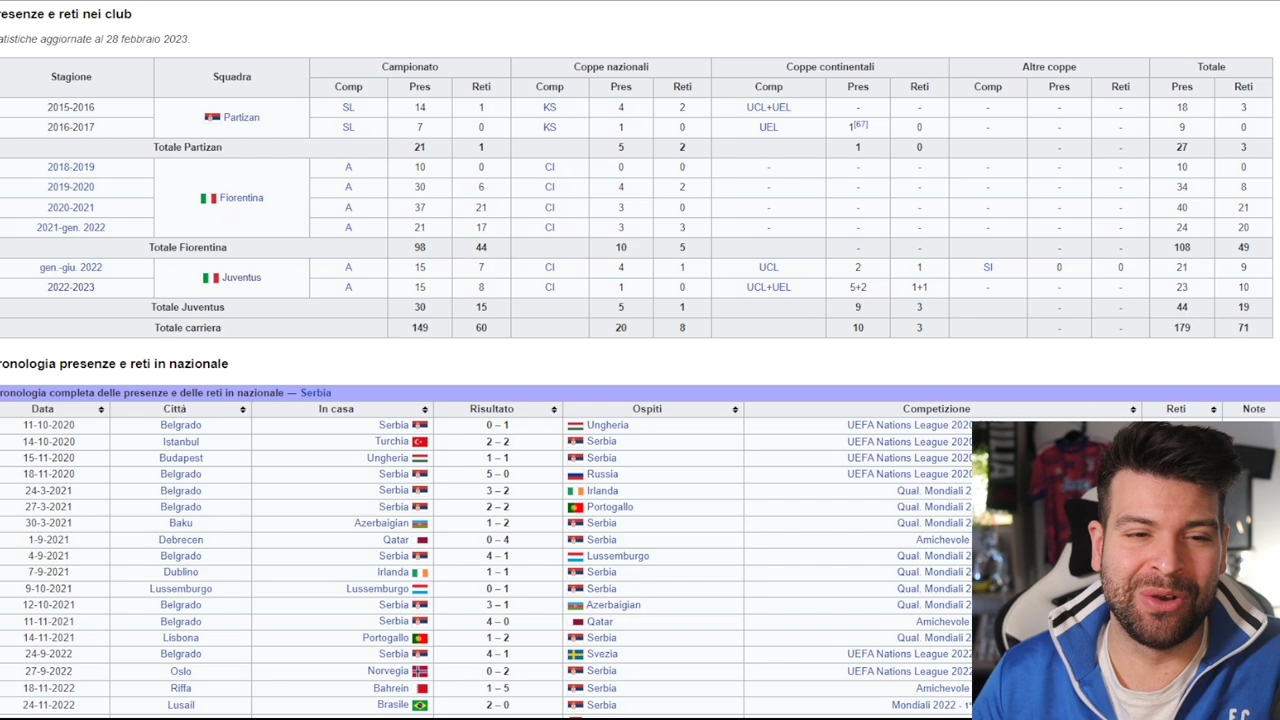 resenze e reti nei club
atistiche aggiornate al 28 febbraio 2023.
Stagione Squadra Campionato Coppe nazionali Coppe continentali Altre coppe Totale
Comp Pres Reti Comp Pres Reti Comp Pres Reti Comp Pres Reti Pres Reti
2015-2016 Partizan SL 14 1 KS 4 2 UCL+UEL - - - - - 18 3
2016-2017 SL 7 0 KS 1 0 UEL 1[67] 0 - - - 9 0
Totale Partizan 21 1 5 2 1 0 - - 27 3
2018-2019 Fiorentina A 10 0 CI 0 0 - - - - - - 10 0
2019-2020 A 30 6 CI 4 2 - - - - - - 34 8
2020-2021 A 37 21 CI 3 0 - - - - - - 40 21
2021-gen. 2022 A 21 17 CI 3 3 - - - - - - 24 20
Totale Fiorentina 98 44 10 5 - - - - 108 49
gen.-giu. 2022 Juventus A 15 7 CI 4 1 UCL 2 1 SI 0 0 21 9
2022-2023 A 15 8 CI 1 0 UCL+UEL 5+2 1+1 - - - 23 10
Totale Juventus 30 15 5 1 9 3 - - 44 19
Totale carriera 149 60 20 8 10 3 - - 179 71
ronologia presenze e reti in nazionale
ronologia completa delle presenze e delle reti in nazionale — Serbia
Data Città In casa Risultato Ospiti Competizione Reti Note
11-10-2020 Belgrado Serbia 0 – 1 Ungheria UEFA Nations League 2020
14-10-2020 Istanbul Turchia 2 – 2 Serbia UEFA Nations League 2020
15-11-2020 Budapest Ungheria 1 – 1 Serbia UEFA Nations League 2020
18-11-2020 Belgrado Serbia 5 – 0 Russia UEFA Nations League 2020
24-3-2021 Belgrado Serbia 3 – 2 Irlanda Qual. Mondiali 2
27-3-2021 Belgrado Serbia 2 – 2 Portogallo Qual. Mondiali 2
30-3-2021 Baku Azerbaigian 1 – 2 Serbia Qual. Mondiali 2
1-9-2021 Debrecen Qatar 0 – 4 Serbia Amichevole
4-9-2021 Belgrado Serbia 4 – 1 Lussemburgo Qual. Mondiali 2
7-9-2021 Dublino Irlanda 1 – 1 Serbia Qual. Mondiali 2
9-10-2021 Lussemburgo Lussemburgo 0 – 1 Serbia Qual. Mondiali 2
12-10-2021 Belgrado Serbia 3 – 1 Azerbaigian Qual. Mondiali 2
11-11-2021 Belgrado Serbia 4 – 0 Qatar Amichevole
14-11-2021 Lisbona Portogallo 1 – 2 Serbia Qual. Mondiali 2
24-9-2022 Belgrado Serbia 4 – 1 Svezia UEFA Nations League 2022
27-9-2022 Oslo Norvegia 0 – 2 Serbia UEFA Nations League 2022
18-11-2022 Riffa Bahrein 1 – 5 Serbia Amichevole
24-11-2022 Lusail Brasile 2 – 0 Serbia Mondiali 2022 - 1°